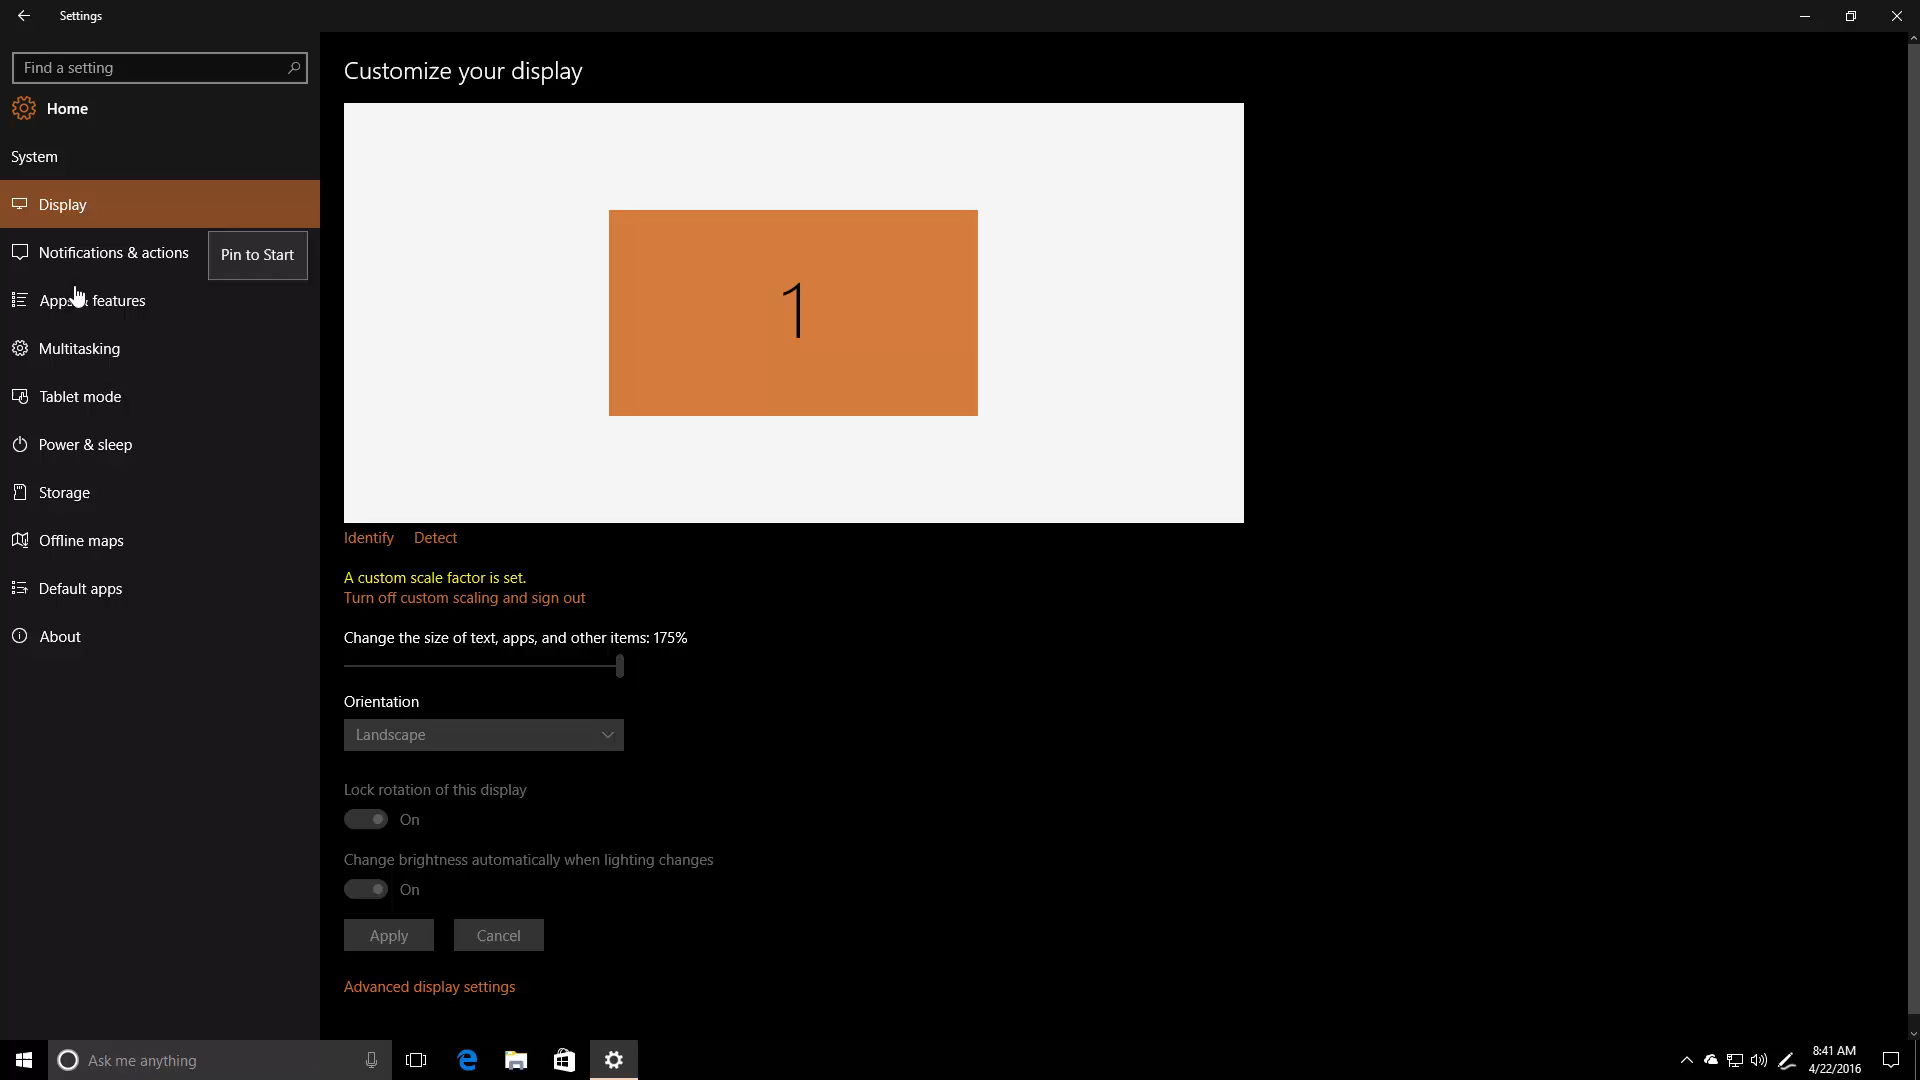 Settings
Find a setting
Home
System
Display
Notifications & actions
Pin to Start
Apps & features
Multitasking
Tablet mode
Power & sleep
Storage
Offline maps
Default apps
About
Customize your display
1
Identify Detect
A custom scale factor is set.
Turn off custom scaling and sign out
Change the size of text, apps, and other items: 175%
Orientation
Landscape
Lock rotation of this display
On
Change brightness automatically when lighting changes
On
Apply Cancel
Advanced display settings
Ask me anything
8:41 AM
4/22/2016